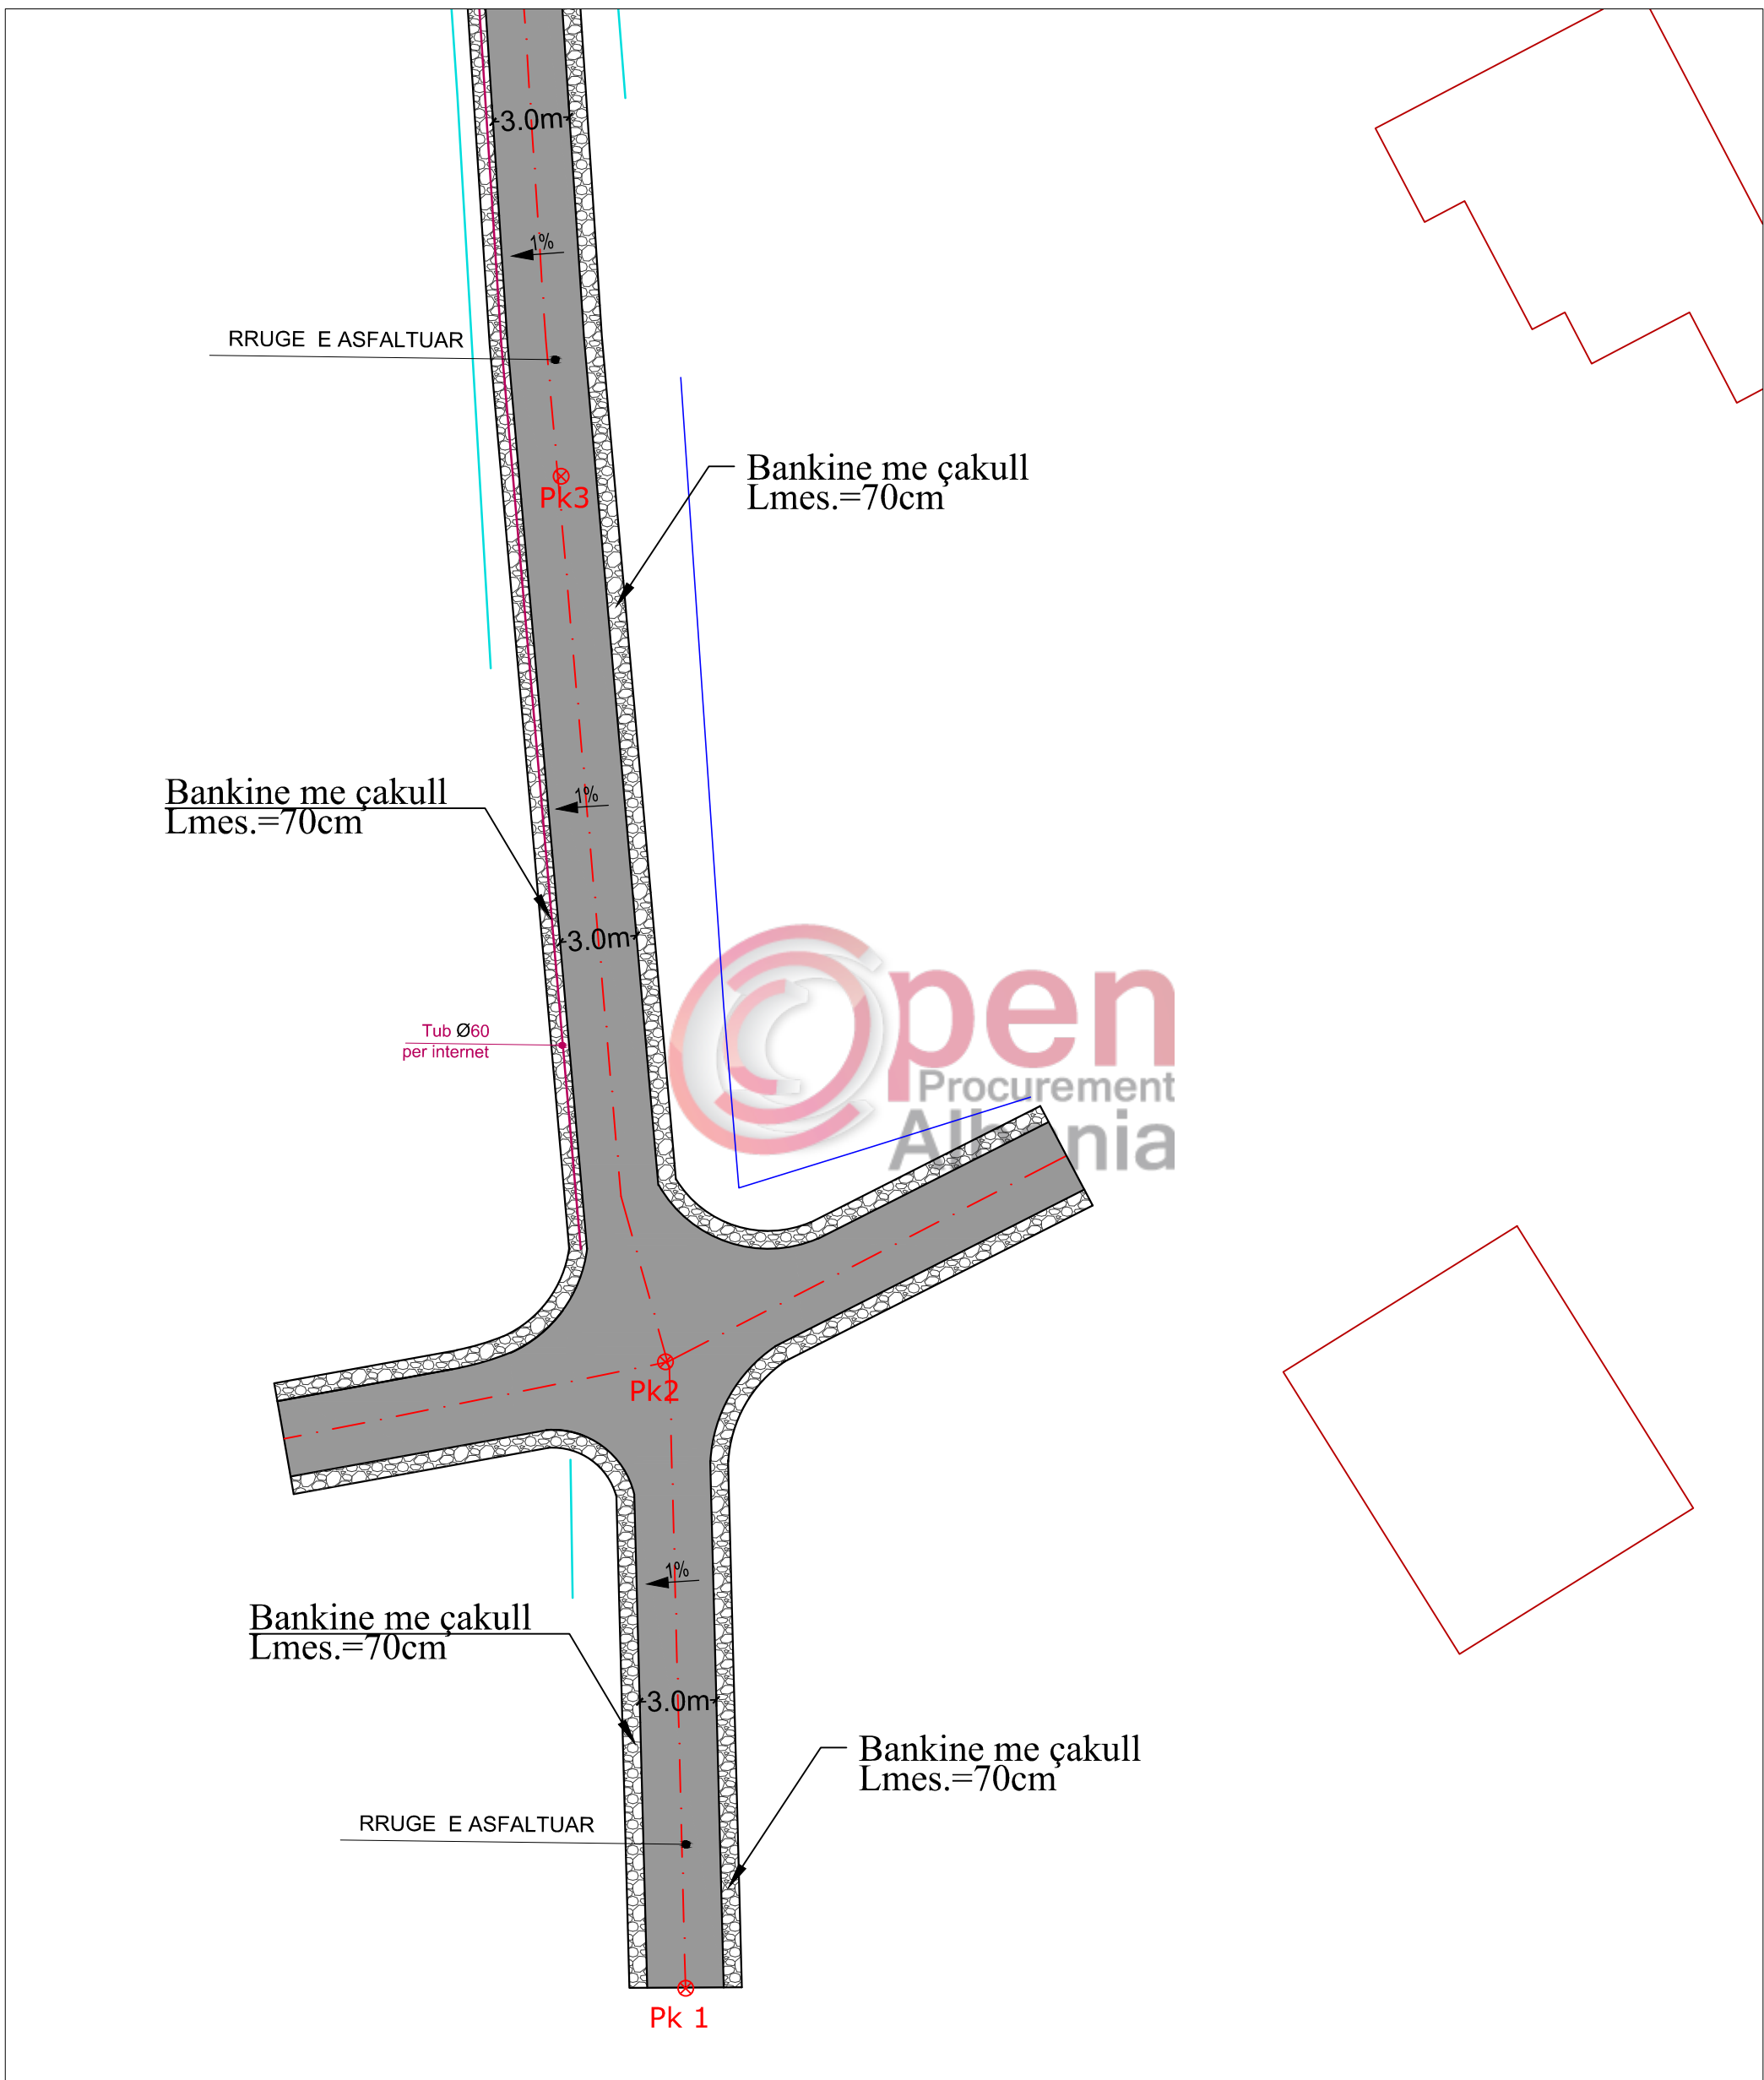 3.0m
1%
RRUGE E ASFALTUAR
Bankine me çakull
Lmes.=70cm
Pk3
Bankine me çakull
Lmes.=70cm
1%
3.0m
Tub Ø60
per internet
Open
Procurement
Albania
Pk2
1%
Bankine me çakull
Lmes.=70cm
3.0m
Bankine me çakull
Lmes.=70cm
RRUGE E ASFALTUAR
Pk 1